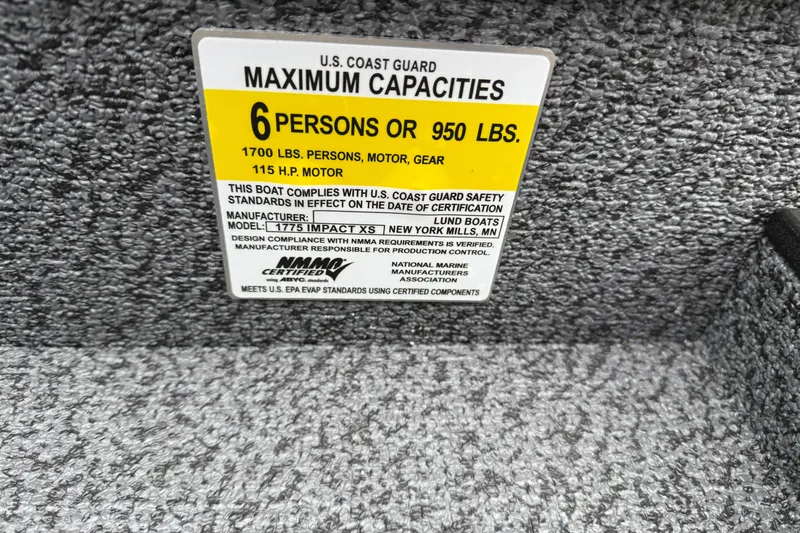 U.S. COAST GUARD
MAXIMUM CAPACITIES
6 PERSONS OR 950 LBS.
1700 LBS. PERSONS, MOTOR, GEAR
115 H.P. MOTOR
THIS BOAT COMPLIES WITH U.S. COAST GUARD SAFETY
STANDARDS IN EFFECT ON THE DATE OF CERTIFICATION
MANUFACTURER: LUND BOATS
MODEL: 1775 IMPACT XS NEW YORK MILLS, MN
DESIGN COMPLIANCE WITH NMMA REQUIREMENTS IS VERIFIED.
MANUFACTURER RESPONSIBLE FOR PRODUCTION CONTROL.
NMMA
CERTIFIED
using ABYC standards
NATIONAL MARINE
MANUFACTURERS
ASSOCIATION
MEETS U.S. EPA EVAP STANDARDS USING CERTIFIED COMPONENTS